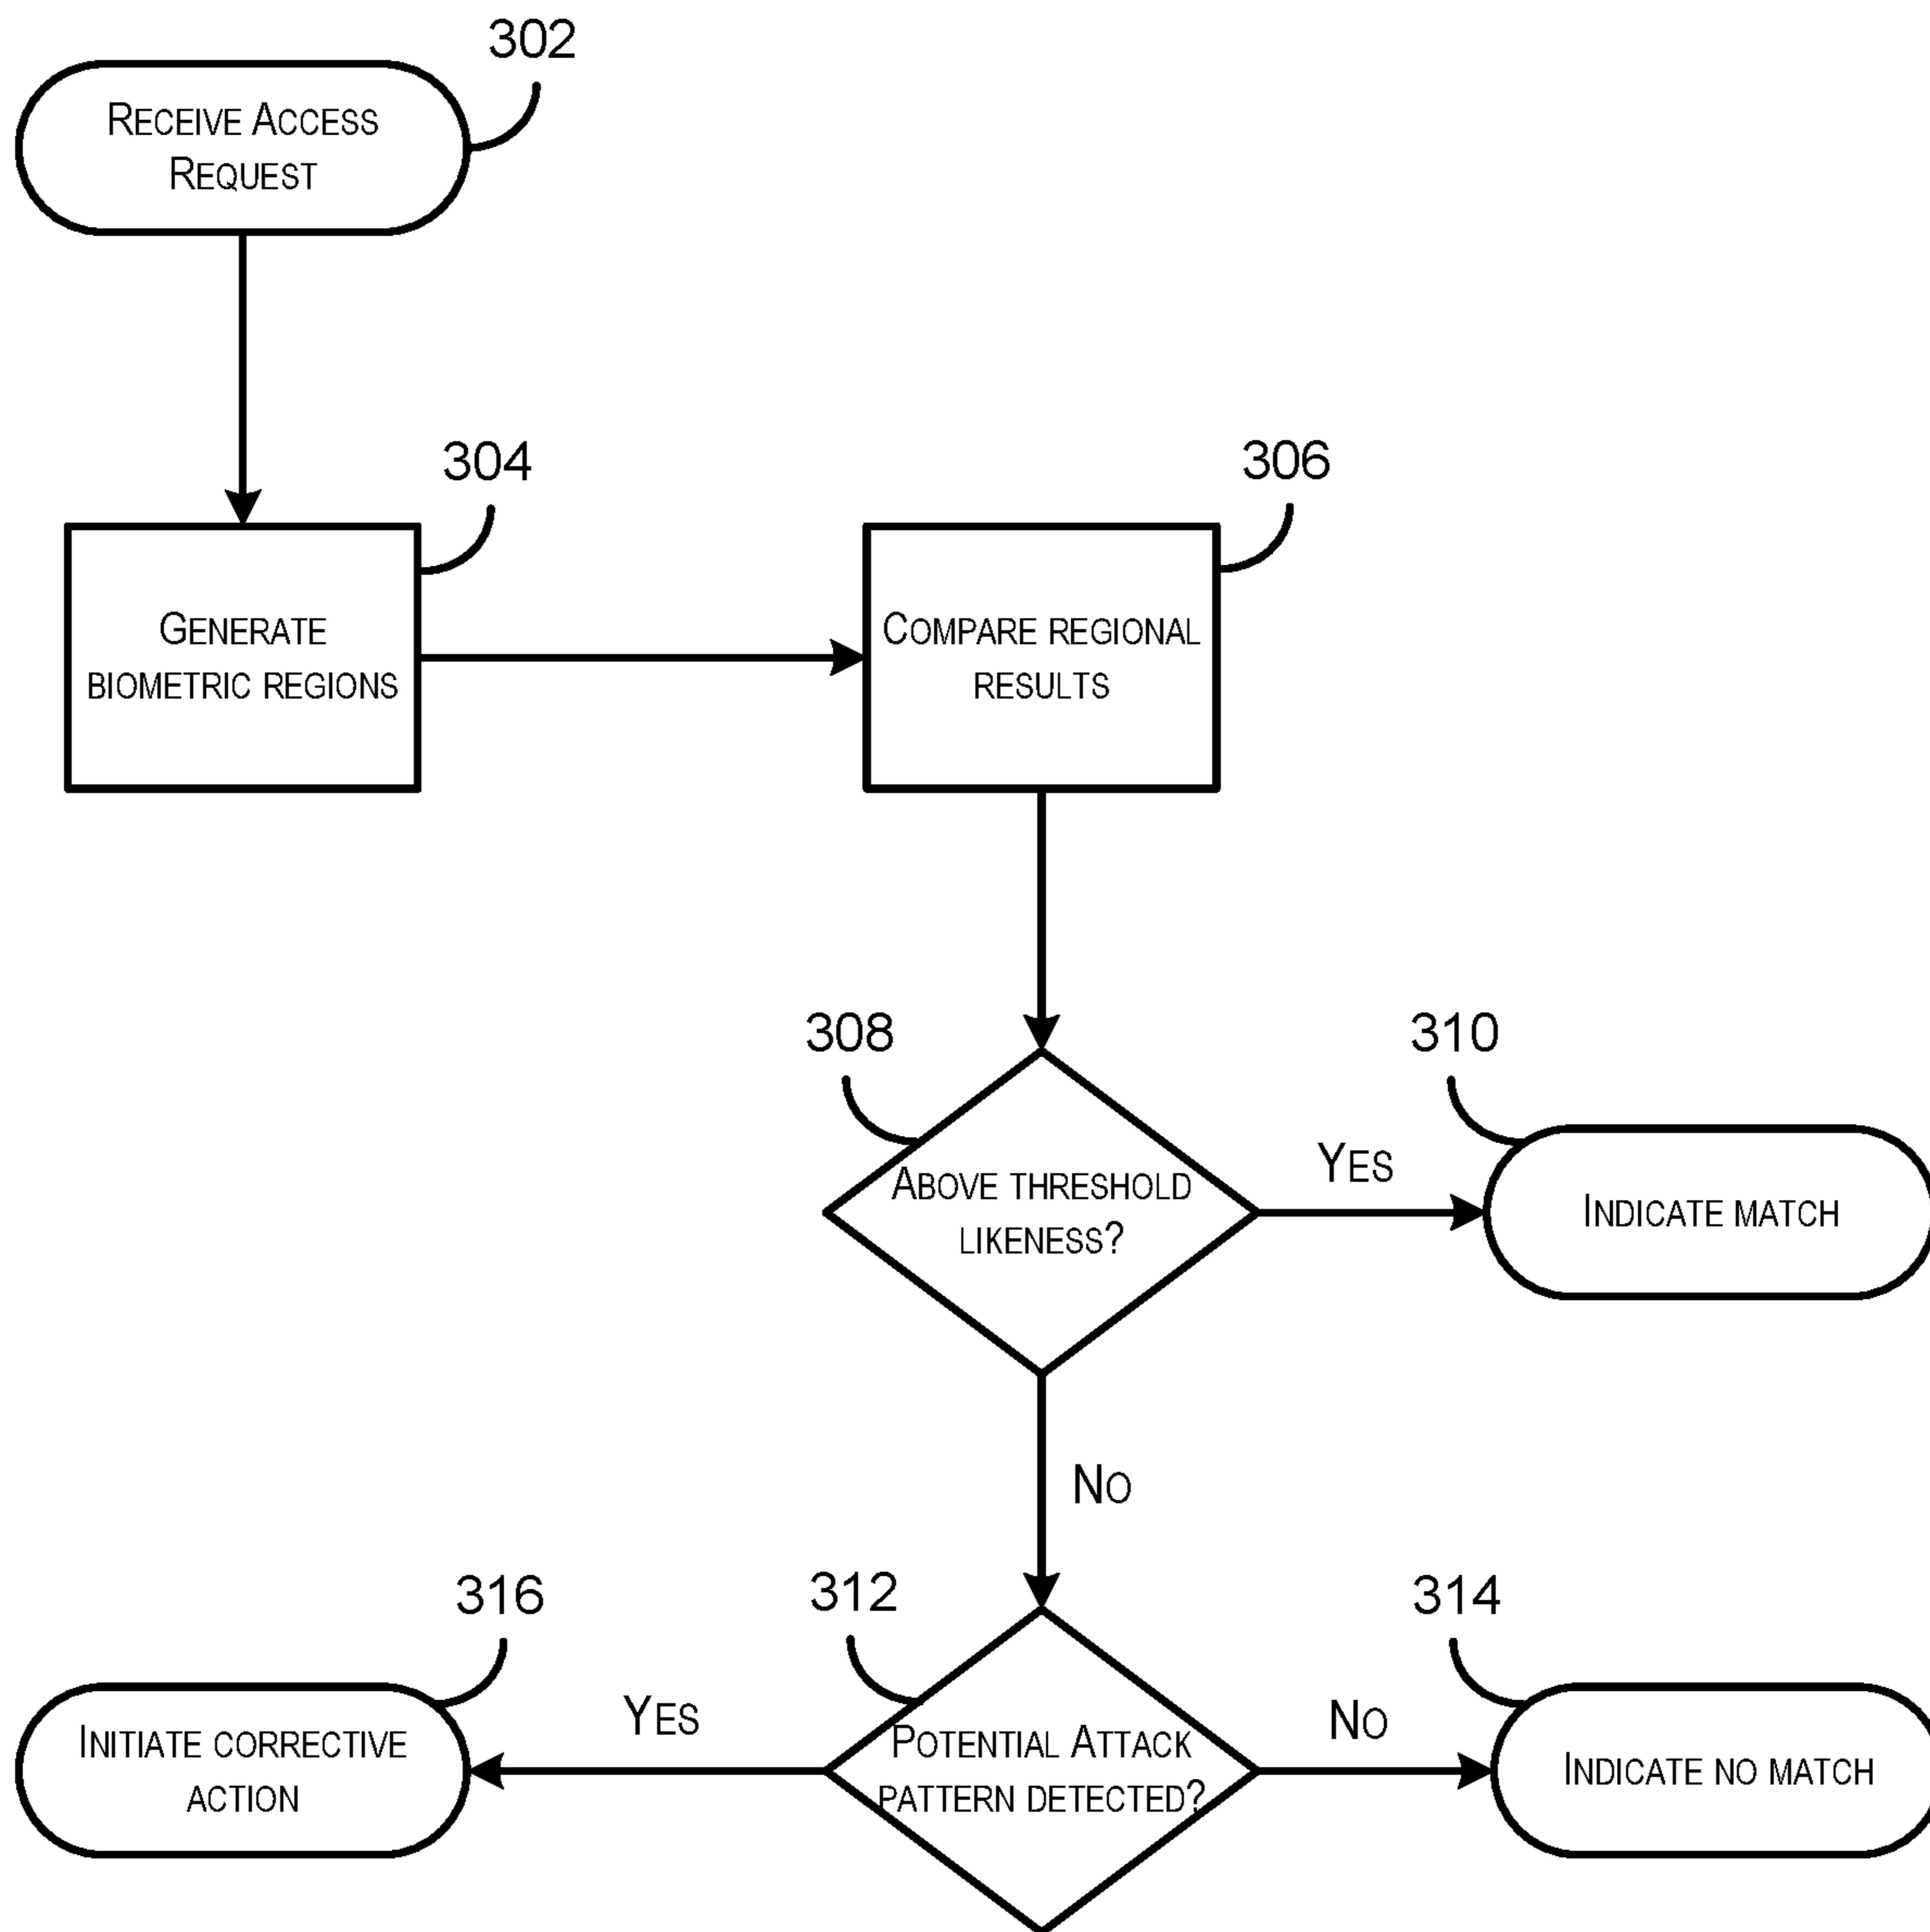 302
Receive Access
Request
304
306
Generate
biometric regions
Compare regional
results
308
310
Above threshold
likeness?
Yes
Indicate match
No
316
312
314
Initiate corrective
action
Yes
Potential Attack
pattern detected?
No
Indicate no match